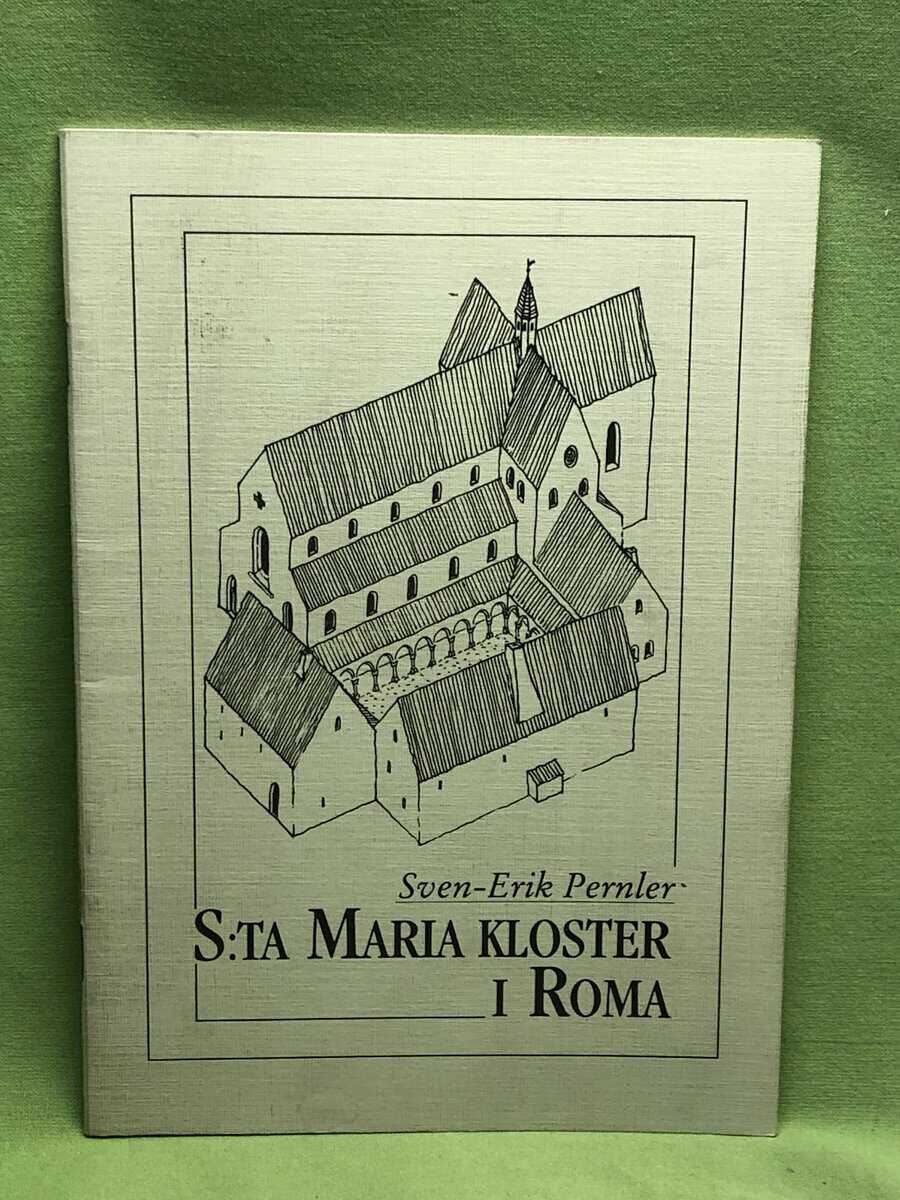 Sven-Erik Pernler
S:TA MARIA KLOSTER
I ROMA